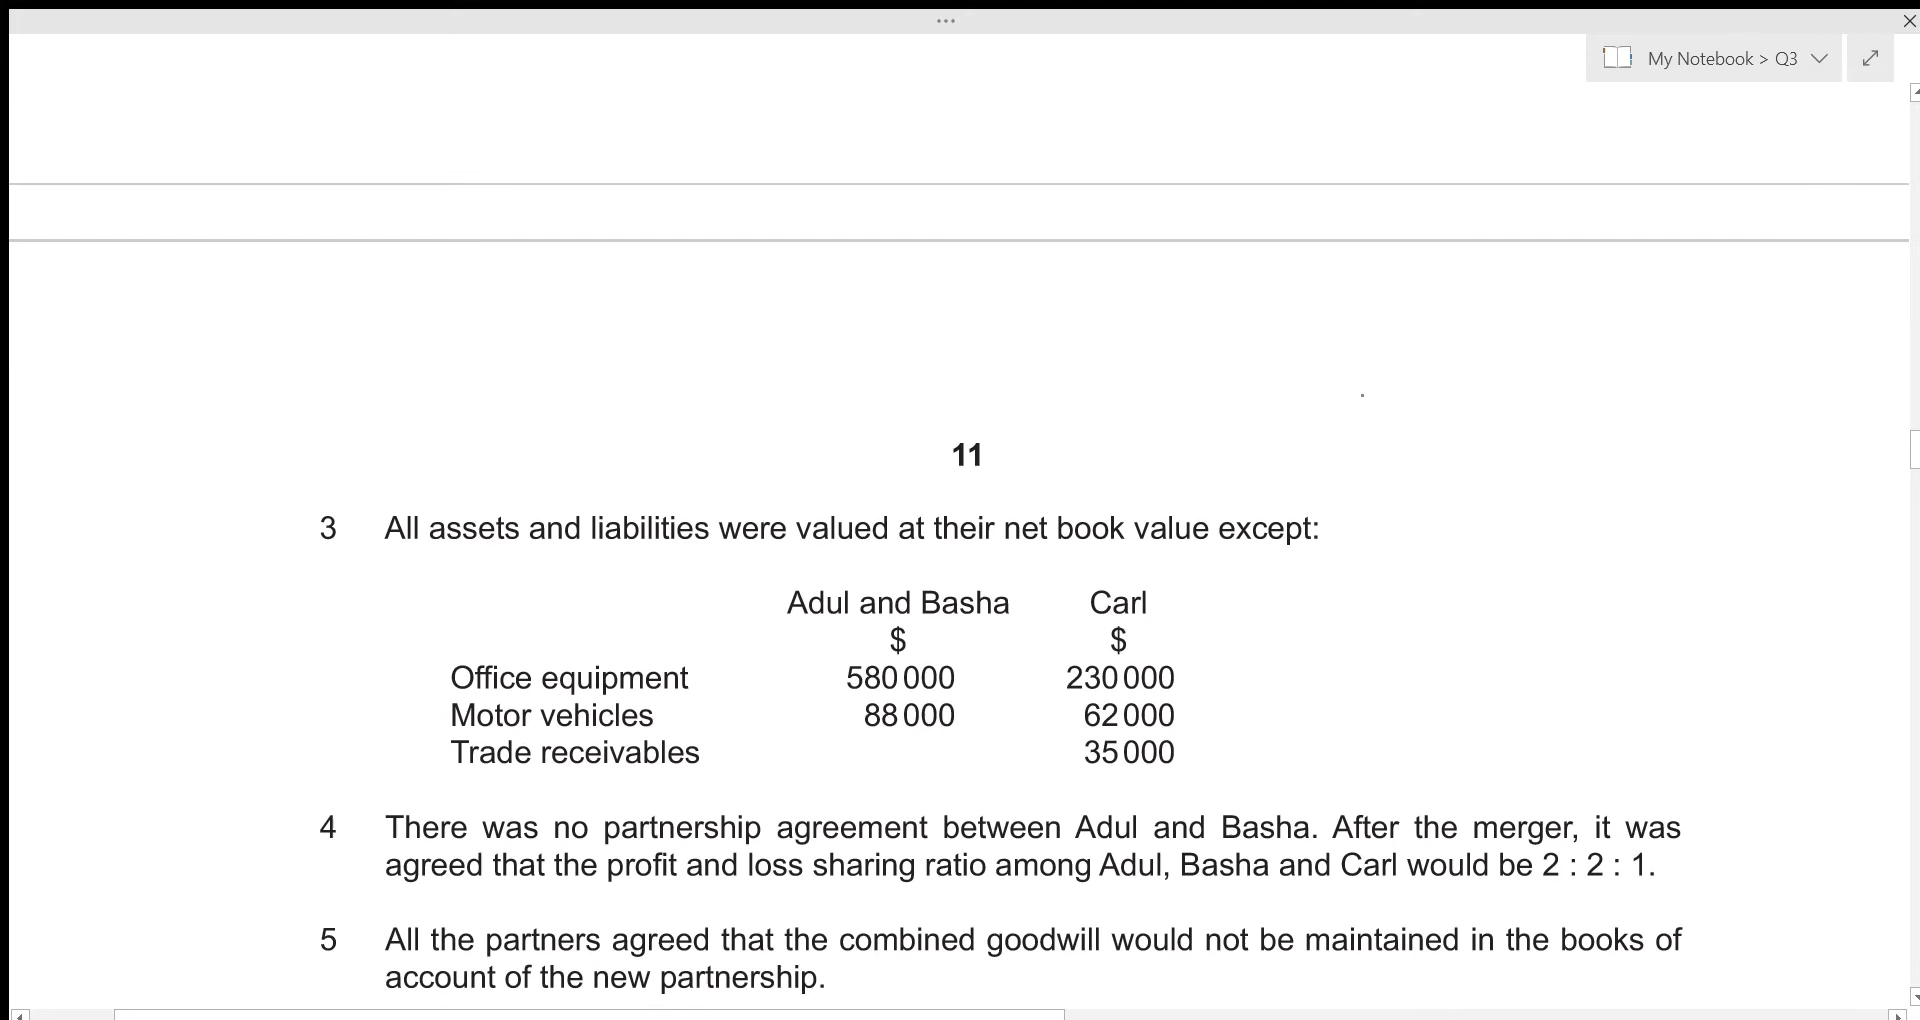 My Notebook > Q3
11
3 All assets and liabilities were valued at their net book value except:
Adul and Basha Carl
$ $
Office equipment 580 000 230 000
Motor vehicles 88 000 62 000
Trade receivables 35 000
4 There was no partnership agreement between Adul and Basha. After the merger, it was
agreed that the profit and loss sharing ratio among Adul, Basha and Carl would be 2 : 2 : 1.
5 All the partners agreed that the combined goodwill would not be maintained in the books of
account of the new partnership.